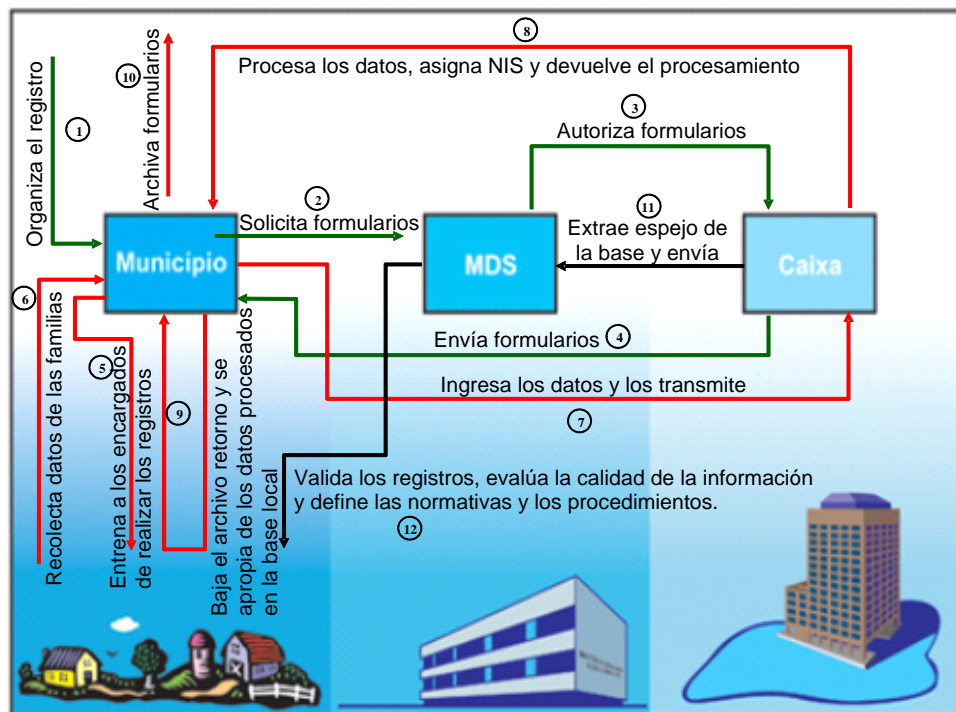 8
Procesa los datos, asigna NIS y devuelve el procesamiento
Organiza el registro
1
10
Archiva formularios
3
Autoriza formularios
2
Solicita formularios
11
Extrae espejo de
la base y envía
Município
MDS
Caixa
6
Recolecta datos de las familias
5
Entrena a los encargados
de realizar los registros
9
Baja el archivo retorno y se
apropia de los datos procesados
en la base local
Envía formularios
4
Ingresa los datos y los transmite
7
Valida los registros, evalúa la calidad de la información
y define las normativas y los procedimientos.
12